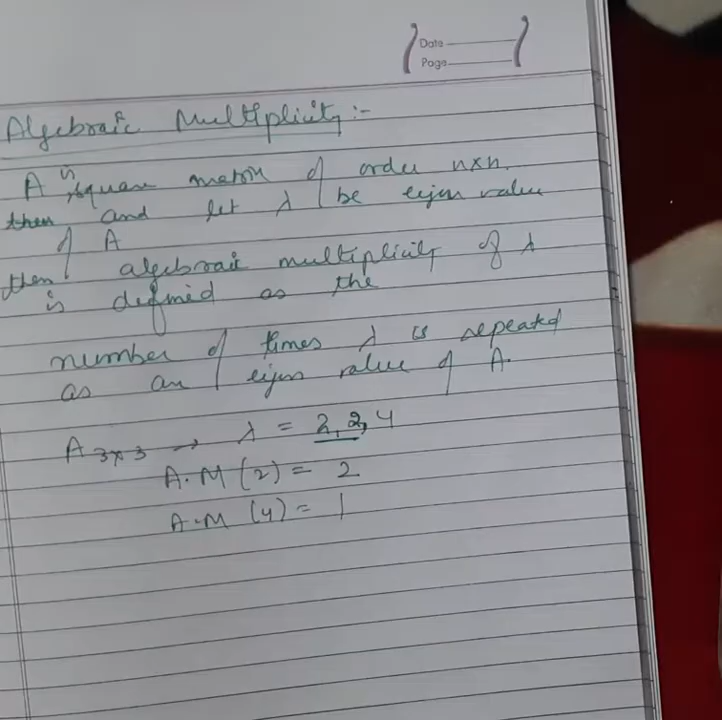 Date
Page
Algebraic Multiplicity :-
A is square matrix of order n×n.
then and let λ be eigen value
of A
then algebraic multiplicity of λ
is defined as the
number of times λ is repeated
as an eigen value of A.
A3×3 → λ = 2, 2, 4
A.M (2) = 2
A.M (4) = 1